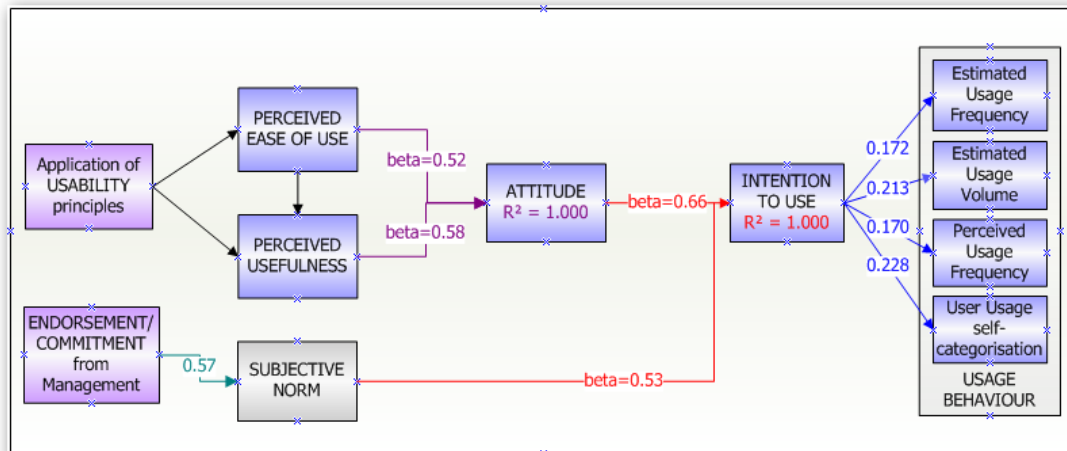 Application of
USABILITY
principles
ENDORSEMENT/
COMMITMENT
from
Management
0.57
PERCEIVED
EASE OF USE
PERCEIVED
USEFULNESS
SUBJECTIVE
NORM
beta=0.52
beta=0.58
ATTITUDE
R² = 1.000
beta=0.66
beta=0.53
INTENTION
TO USE
R² = 1.000
0.172
0.213
0.170
0.228
Estimated
Usage
Frequency
Estimated
Usage
Volume
Perceived
Usage
Frequency
User Usage
self-
categorisation
USAGE
BEHAVIOUR